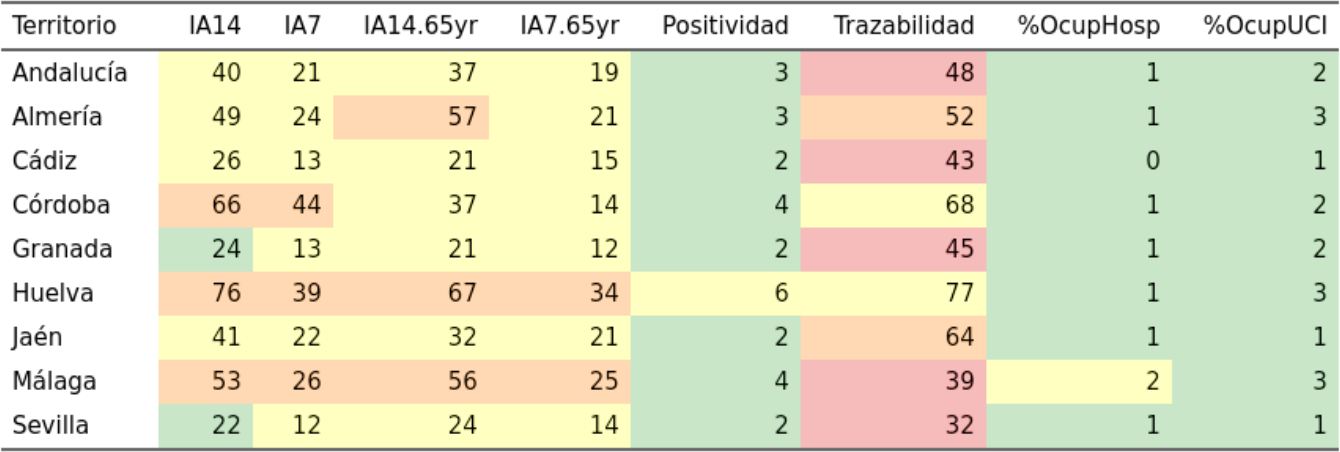 Territorio IA14 IA7 IA14.65yr IA7.65yr Positividad Trazabilidad %OcupHosp %OcupUCI
Andalucía 40 21 37 19 3 48 1 2
Almería 49 24 57 21 3 52 1 3
Cádiz 26 13 21 15 2 43 0 1
Córdoba 66 44 37 14 4 68 1 2
Granada 24 13 21 12 2 45 1 2
Huelva 76 39 67 34 6 77 1 3
Jaén 41 22 32 21 2 64 1 1
Málaga 53 26 56 25 4 39 2 3
Sevilla 22 12 24 14 2 32 1 1